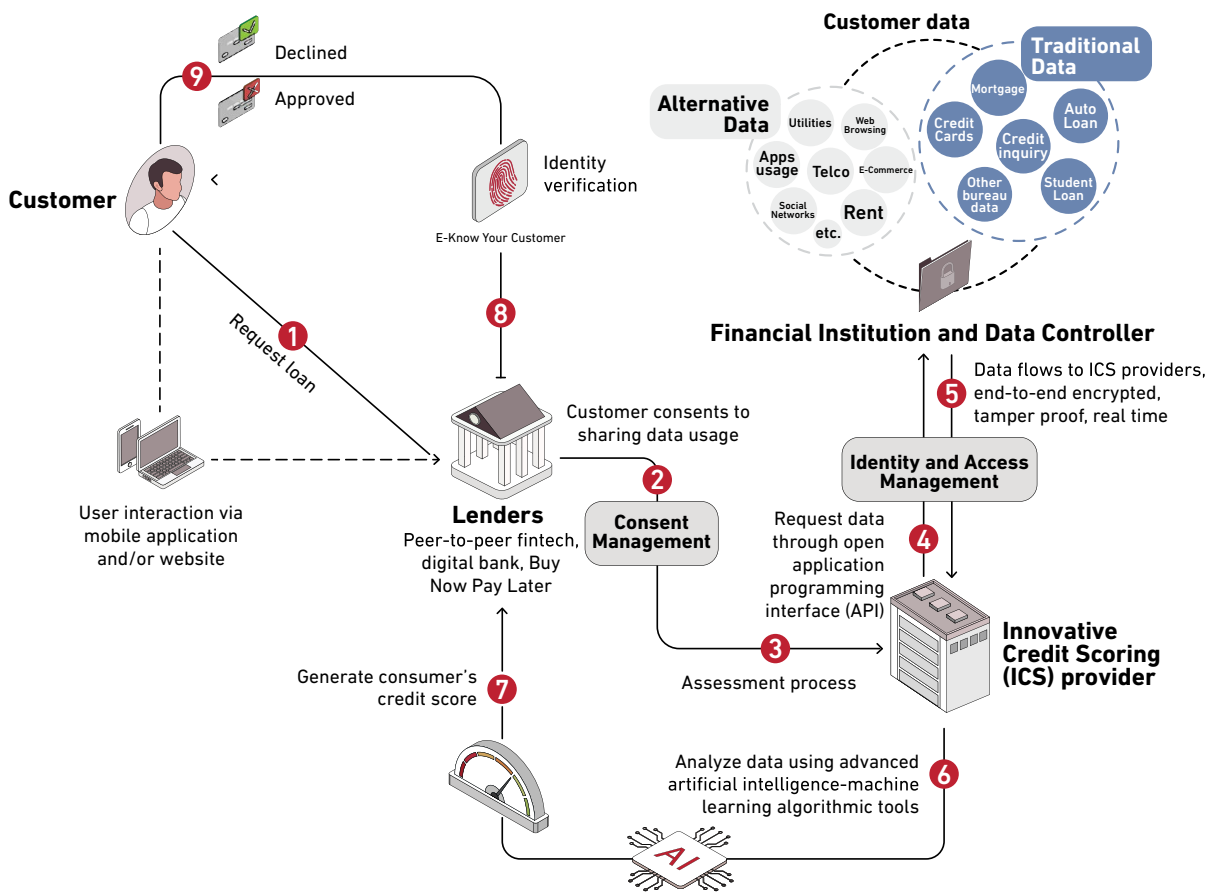 Declined
9
Approved
Customer
Identity
verification
E-Know Your Customer
8
1
Request loan
User interaction via
mobile application
and/or website
Lenders
Peer-to-peer fintech,
digital bank, Buy
Now Pay Later
Customer consents to
sharing data usage
2
Consent
Management
3
Assessment process
Customer data
Traditional
Data
Mortgage
Auto
Loan
Credit
Cards
Credit
inquiry
Other
bureau
data
Student
Loan
Alternative
Data
Utilities
Web
Browsing
Apps
usage
Telco
E-Commerce
Social
Networks
Rent
etc.
Financial Institution and Data Controller
5
Data flows to ICS providers,
end-to-end encrypted,
tamper proof, real time
Identity and Access
Management
4
Request data
through open
application
programming
interface (API)
Innovative
Credit Scoring
(ICS) provider
6
Analyze data using advanced
artificial intelligence-machine
learning algorithmic tools
AI
7
Generate consumer's
credit score